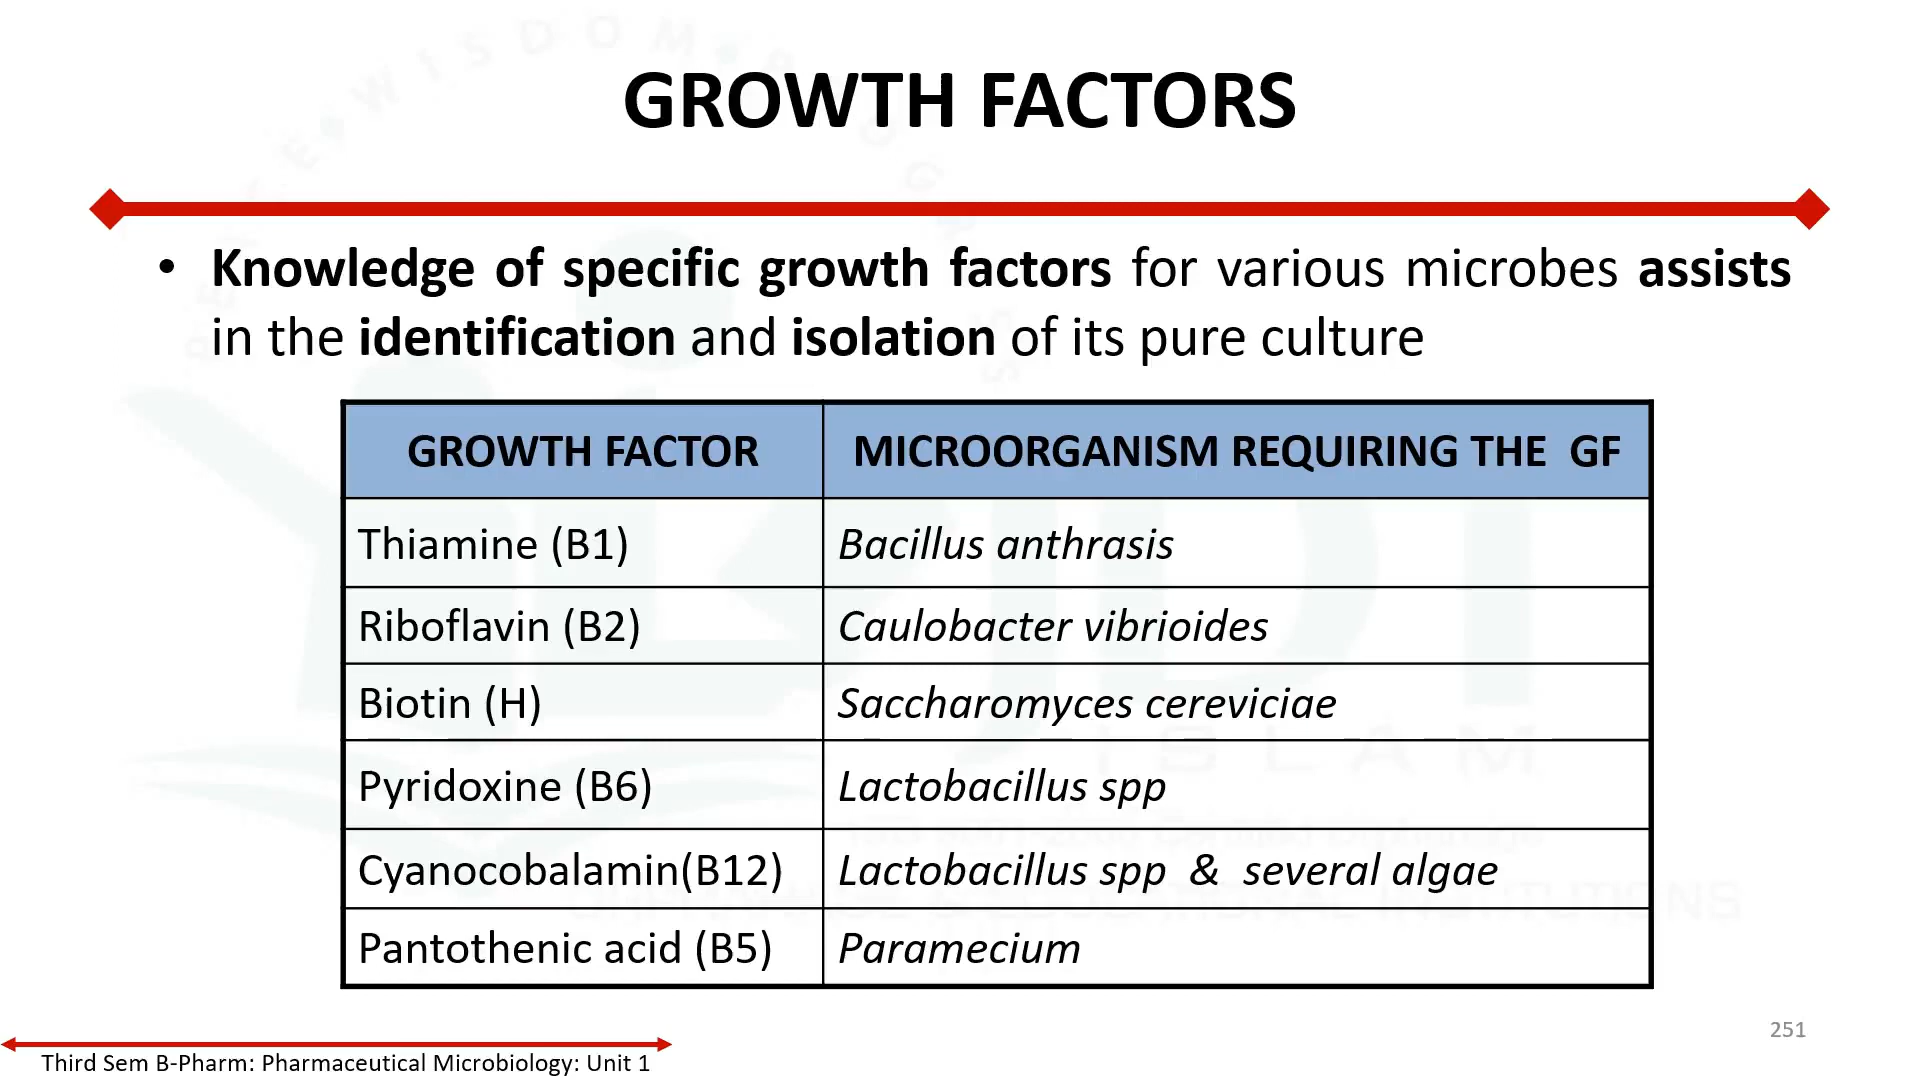 GROWTH FACTORS
• Knowledge of specific growth factors for various microbes assists
in the identification and isolation of its pure culture
GROWTH FACTOR MICROORGANISM REQUIRING THE GF
Thiamine (B1) Bacillus anthrasis
Riboflavin (B2) Caulobacter vibrioides
Biotin (H) Saccharomyces cereviciae
Pyridoxine (B6) Lactobacillus spp
Cyanocobalamin(B12) Lactobacillus spp & several algae
Pantothenic acid (B5) Paramecium
251
Third Sem B-Pharm: Pharmaceutical Microbiology: Unit 1